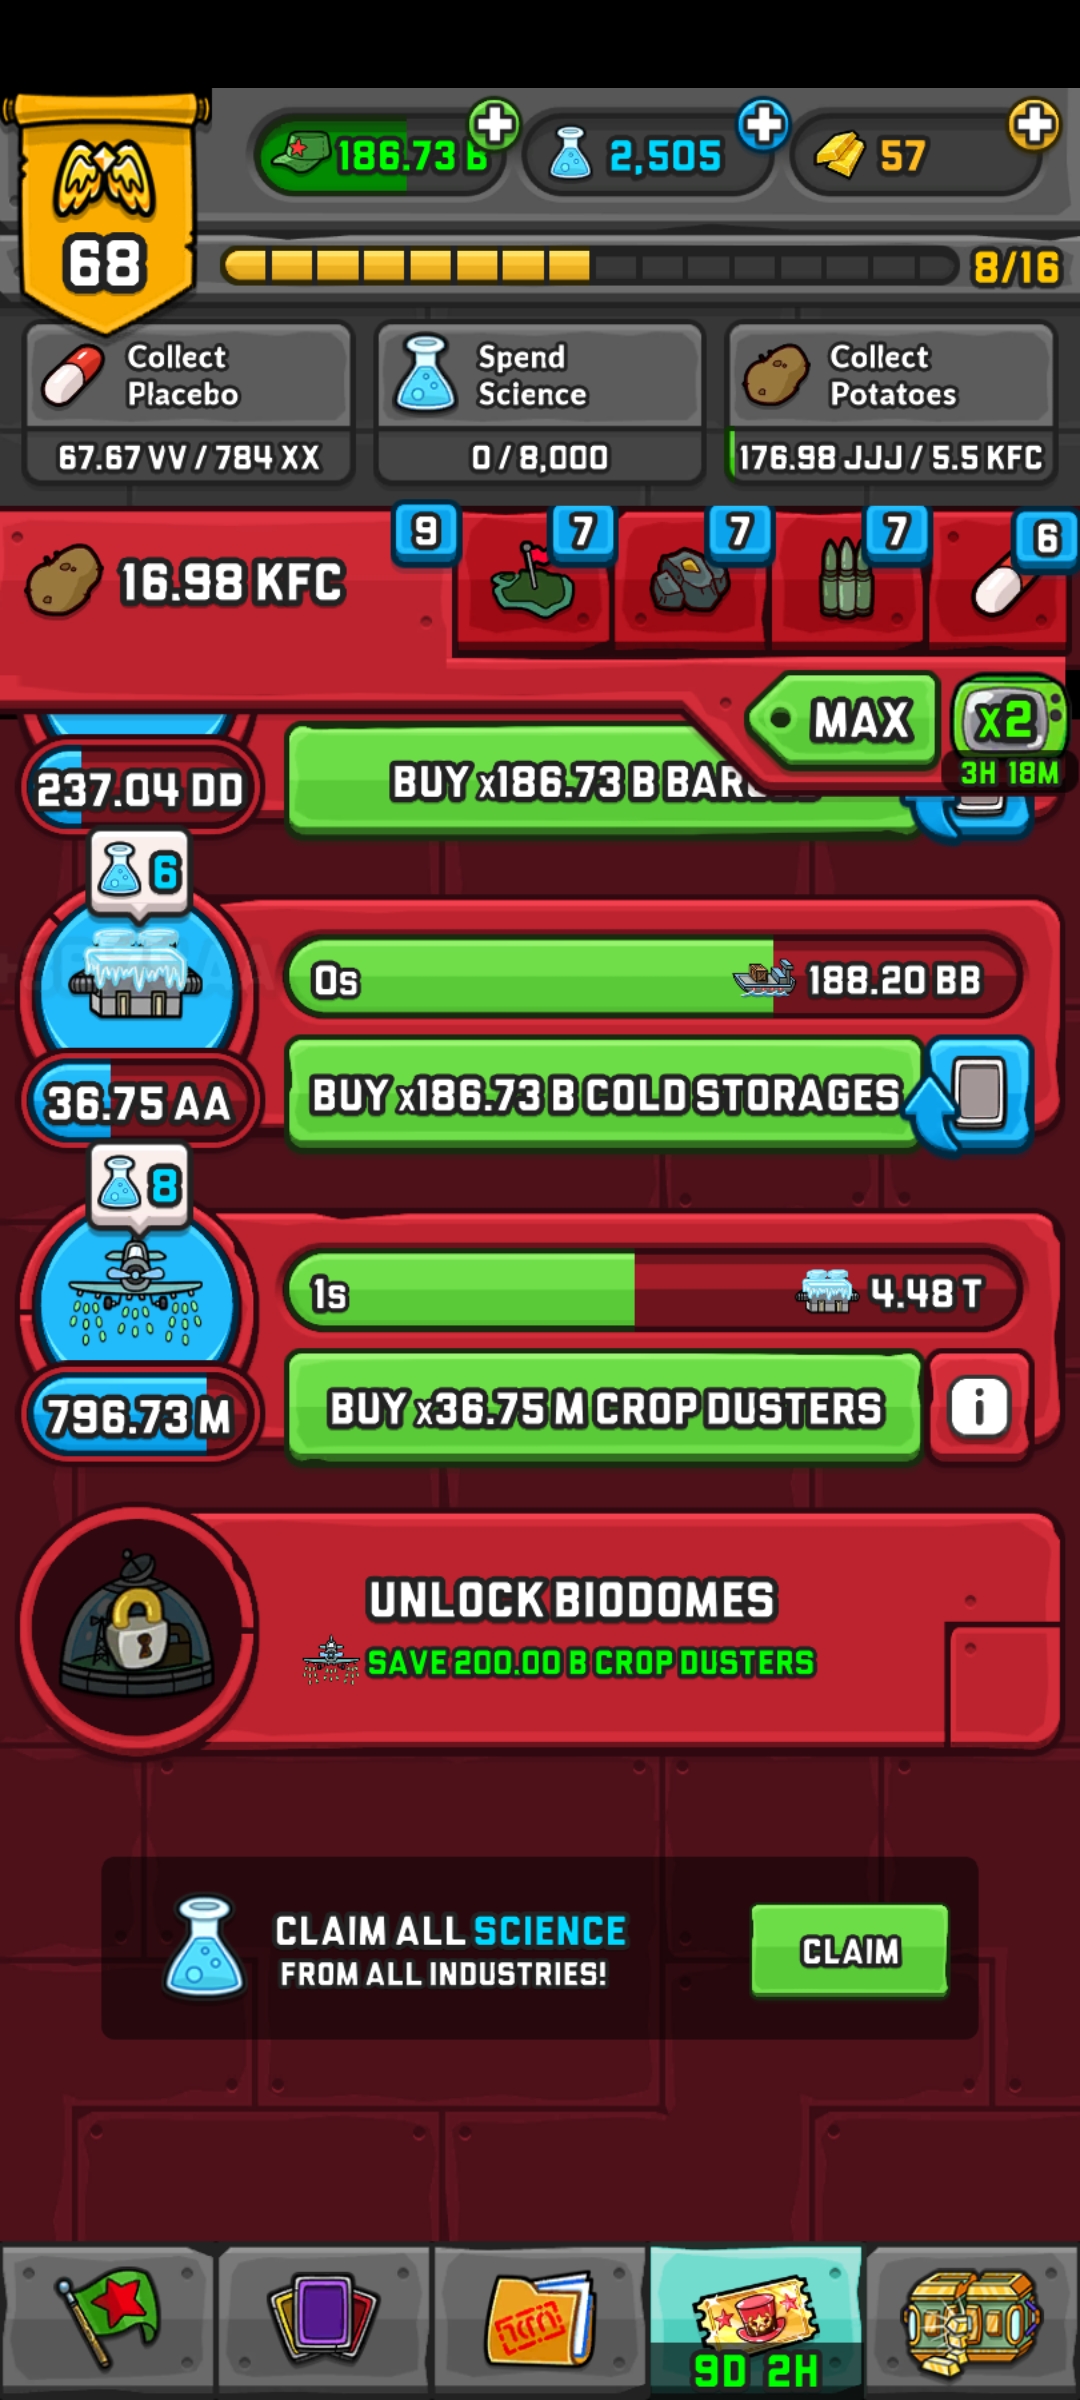 186.73 B
2,505
57
68
8/16
Collect
Placebo
67.67 VV / 784 XX
Spend
Science
0 / 8,000
Collect
Potatoes
176.98 JJJ / 5.5 KFC
16.98 KFC
9
7
7
7
6
MAX
x2
3H 18M
237.04 DD
BUY x186.73 B
6
0s
188.20 BB
36.75 AA
BUY x186.73 B COLD STORAGES
8
1s
4.48 T
796.73 M
BUY x36.75 M CROP DUSTERS
i
UNLOCK BIODOMES
SAVE 200.00 B CROP DUSTERS
CLAIM ALL SCIENCE
FROM ALL INDUSTRIES!
CLAIM
9D 2H